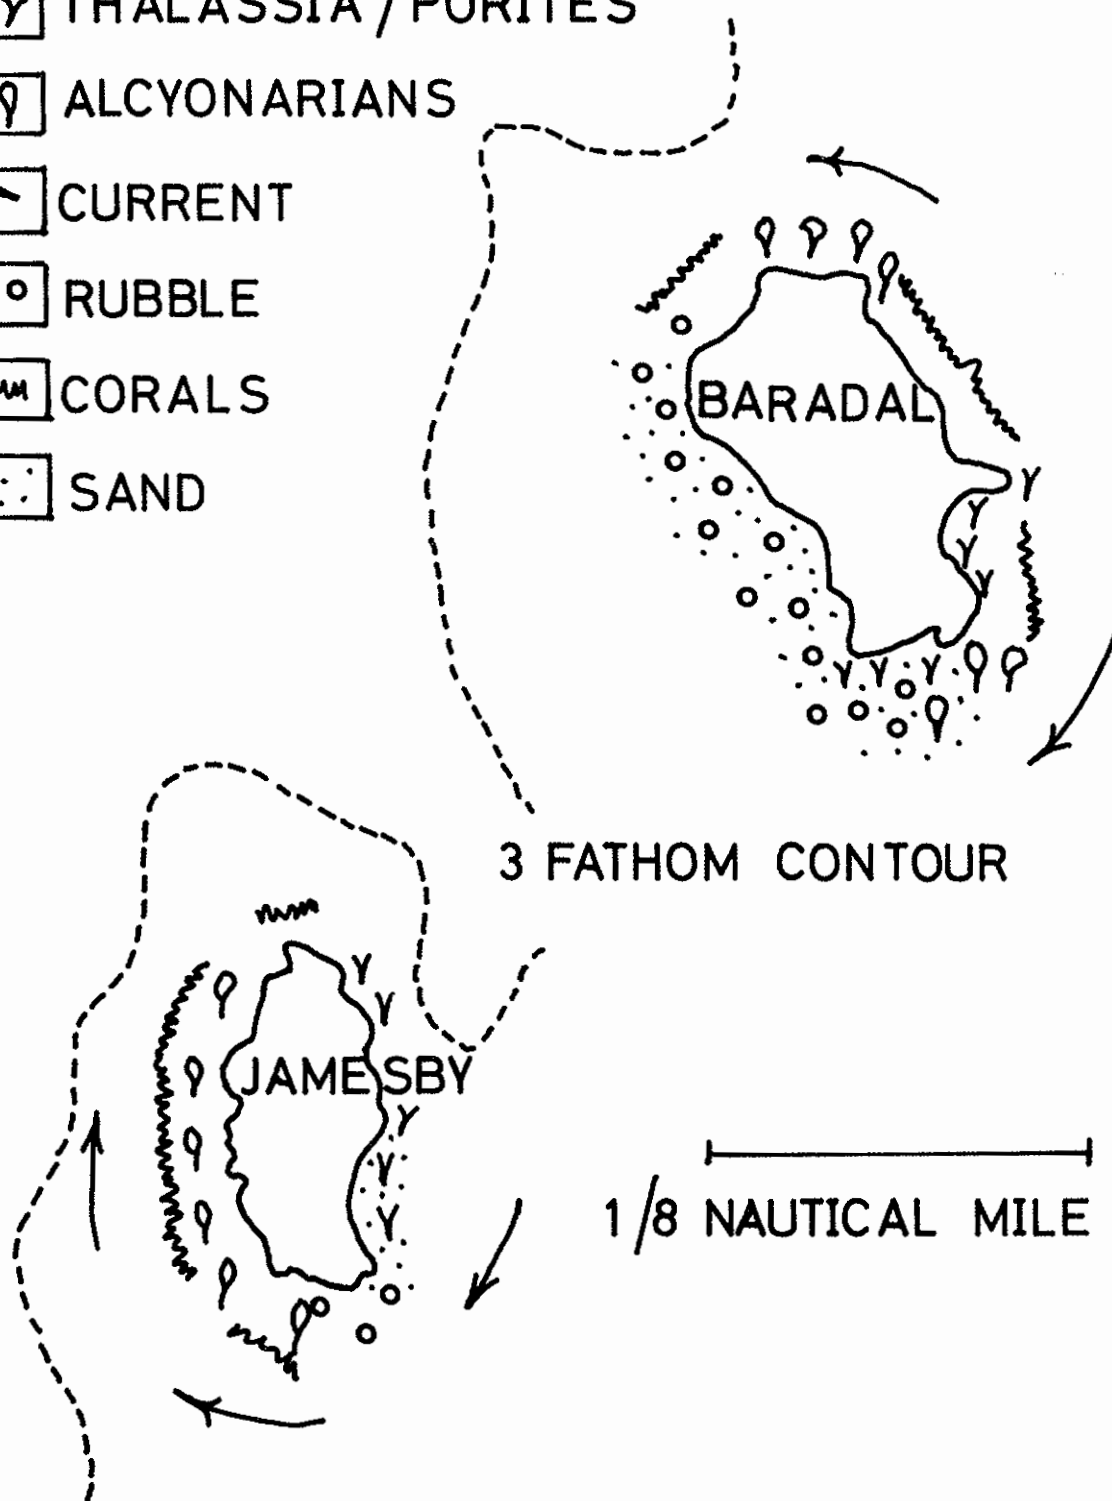 THALASSIA/PORITES
ALCYONARIANS
CURRENT
RUBBLE
CORALS
SAND
BARADAL
3 FATHOM CONTOUR
JAMESBY
1/8 NAUTICAL MILE